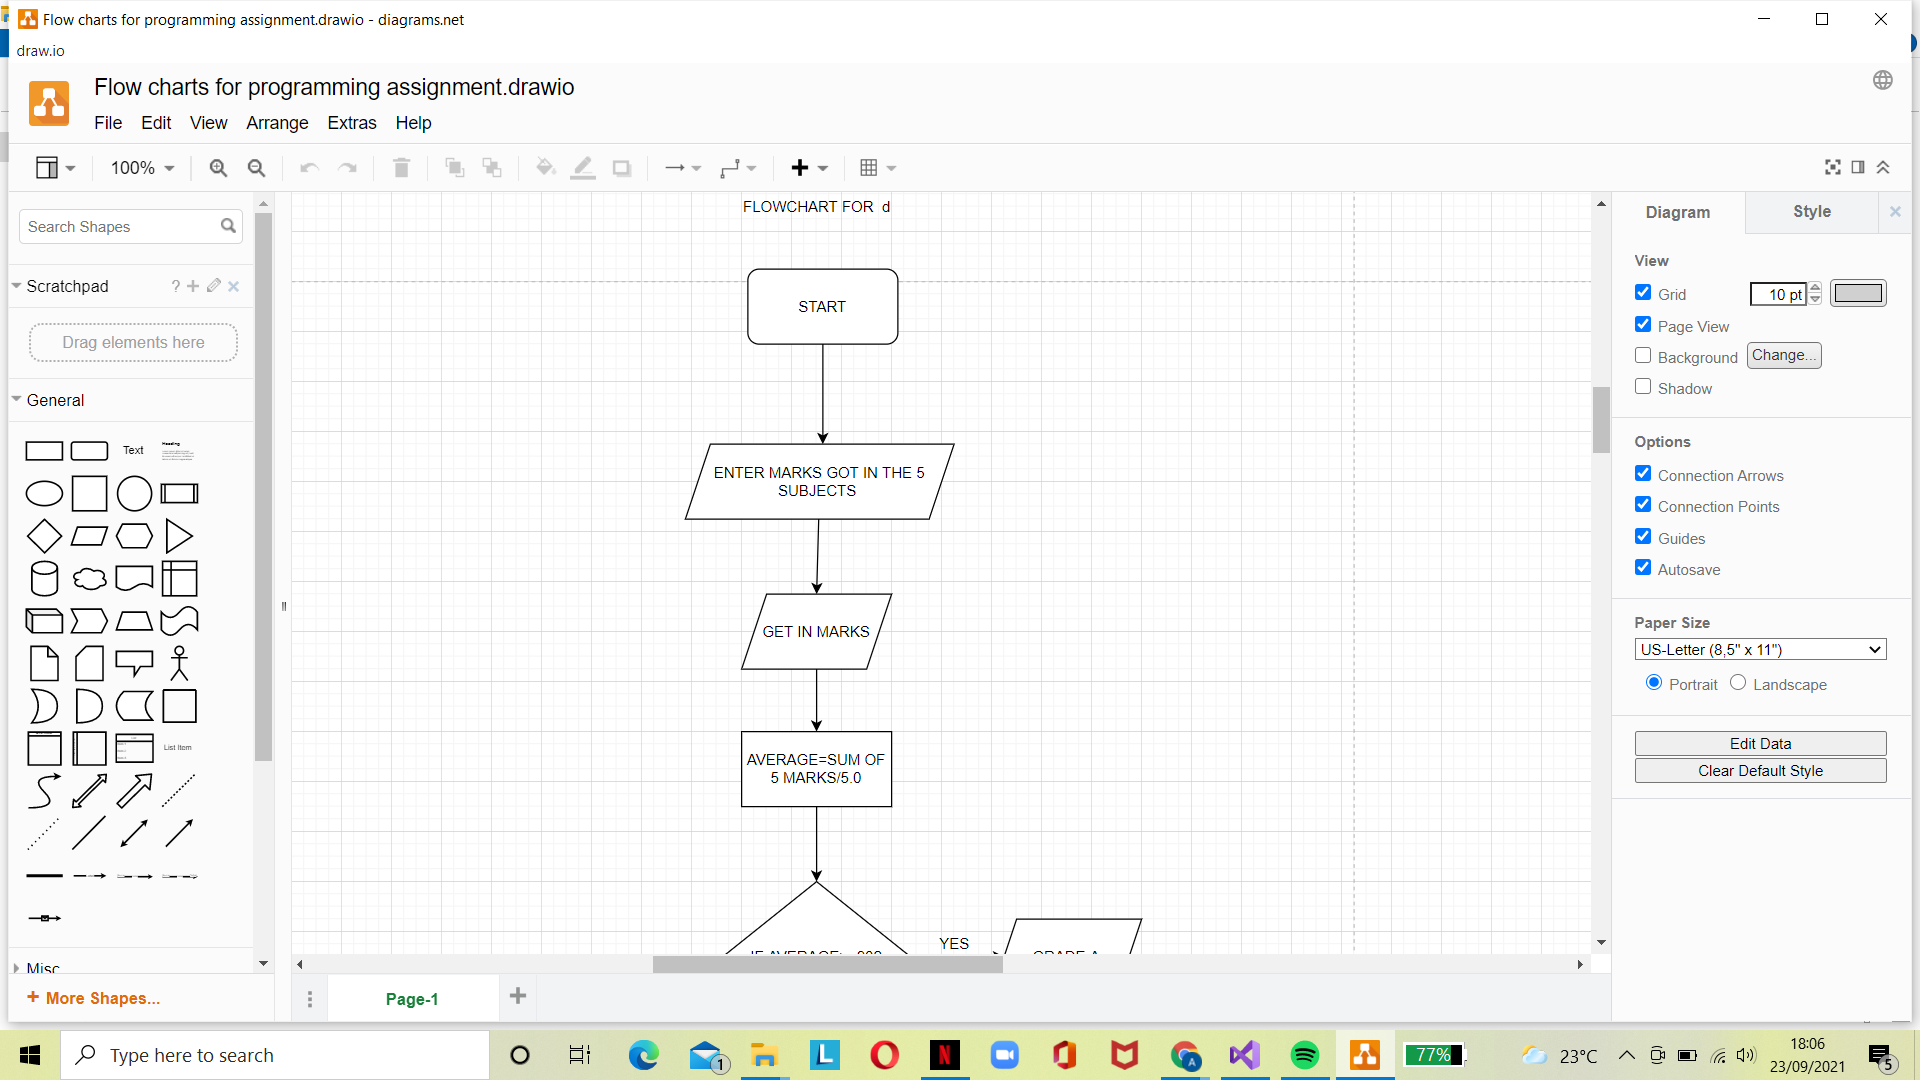 Flow charts for programming assignment.drawio - diagrams.net
draw.io
Flow charts for programming assignment.drawio
File Edit View Arrange Extras Help
100%
Search Shapes
Scratchpad
?
Drag elements here
General
Text
Heading
List Item
Misc
+ More Shapes...
FLOWCHART FOR d
START
ENTER MARKS GOT IN THE 5
SUBJECTS
GET IN MARKS
AVERAGE=SUM OF
5 MARKS/5.0
YES
Page-1
Diagram Style
View
Grid 10 pt
Page View
Background Change...
Shadow
Options
Connection Arrows
Connection Points
Guides
Autosave
Paper Size
US-Letter (8,5" x 11")
Portrait Landscape
Edit Data
Clear Default Style
Type here to search
1
L
N
A
77%
23°C
18:06
23/09/2021
5